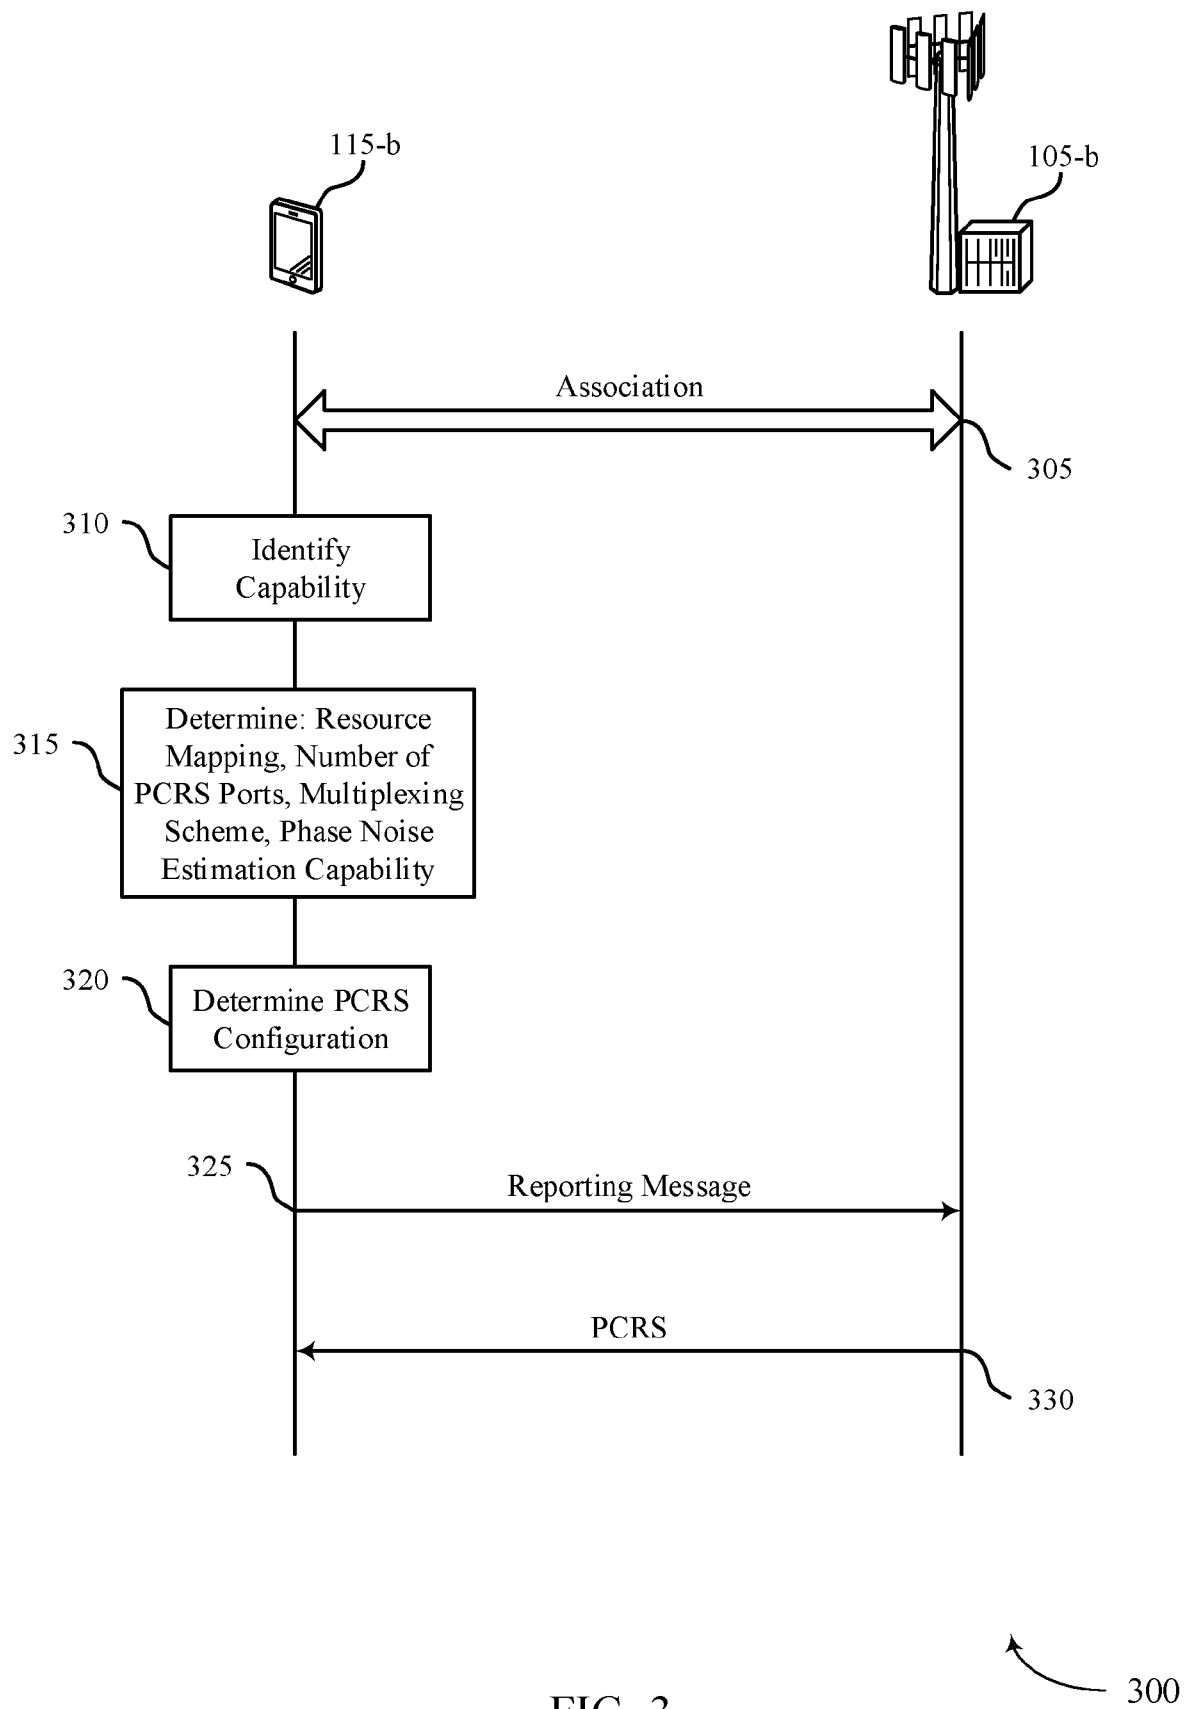 115-b
105-b
Association
305
310
Identify
Capability
315
Determine: Resource
Mapping, Number of
PCRS Ports, Multiplexing
Scheme, Phase Noise
Estimation Capability
320
Determine PCRS
Configuration
325
Reporting Message
PCRS
330
300